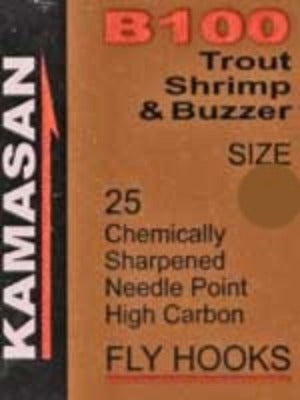 KAMASAN
B100
Trout
Shrimp
& Buzzer
SIZE
25
Chemically
Sharpened
Needle Point
High Carbon
FLY HOOKS